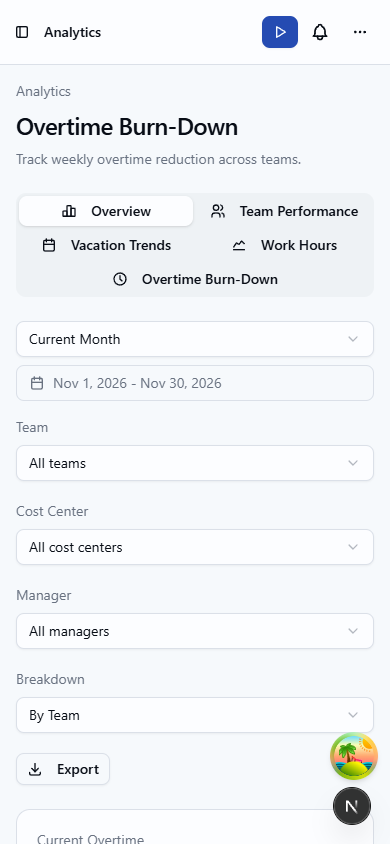 Analytics
Analytics
Overtime Burn-Down
Track weekly overtime reduction across teams.
Overview
Team Performance
Vacation Trends
Work Hours
Overtime Burn-Down
Current Month
Nov 1, 2026 - Nov 30, 2026
Team
All teams
Cost Center
All cost centers
Manager
All managers
Breakdown
By Team
Export
N
Current Overtime